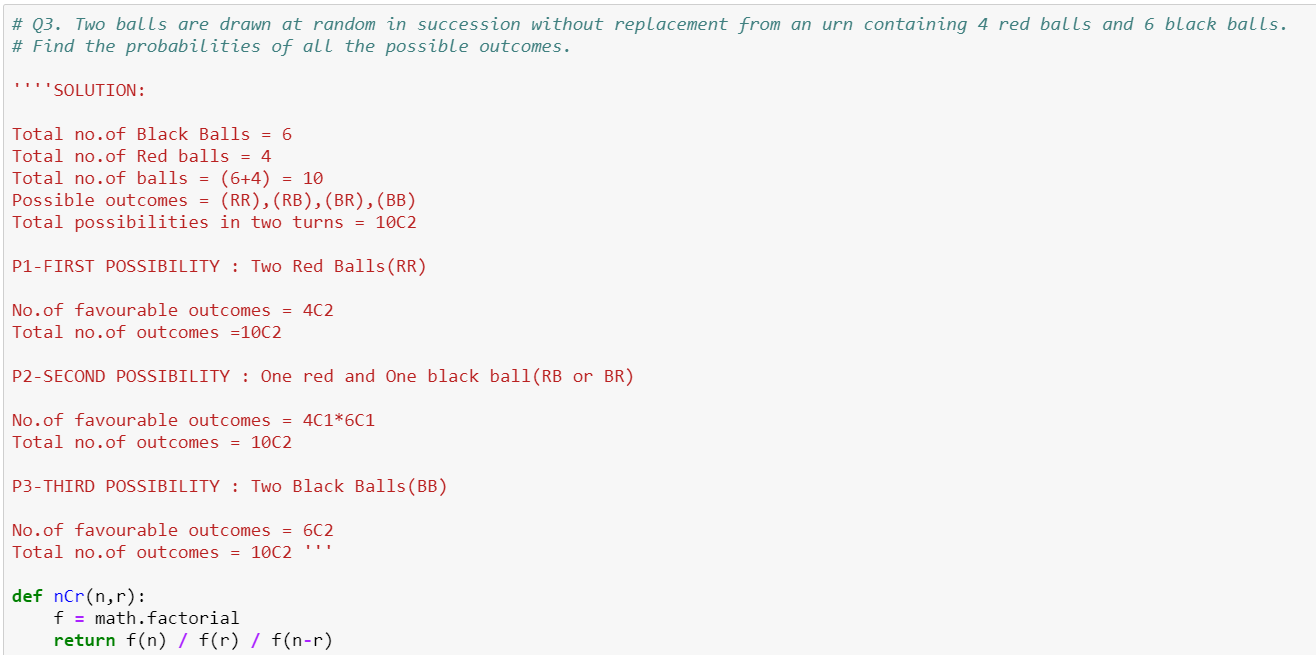 # Q3. Two balls are drawn at random in succession without replacement from an urn containing 4 red balls and 6 black balls.
# Find the probabilities of all the possible outcomes.
''''SOLUTION:
Total no.of Black Balls = 6
Total no.of Red balls = 4
Total no.of balls = (6+4) = 10
Possible outcomes = (RR),(RB),(BR),(BB)
Total possibilities in two turns = 10C2
P1-FIRST POSSIBILITY : Two Red Balls(RR)
No.of favourable outcomes = 4C2
Total no.of outcomes =10C2
P2-SECOND POSSIBILITY : One red and One black ball(RB or BR)
No.of favourable outcomes = 4C1*6C1
Total no.of outcomes = 10C2
P3-THIRD POSSIBILITY : Two Black Balls(BB)
No.of favourable outcomes = 6C2
Total no.of outcomes = 10C2 '''
def nCr(n,r):
    f = math.factorial
    return f(n) / f(r) / f(n-r)